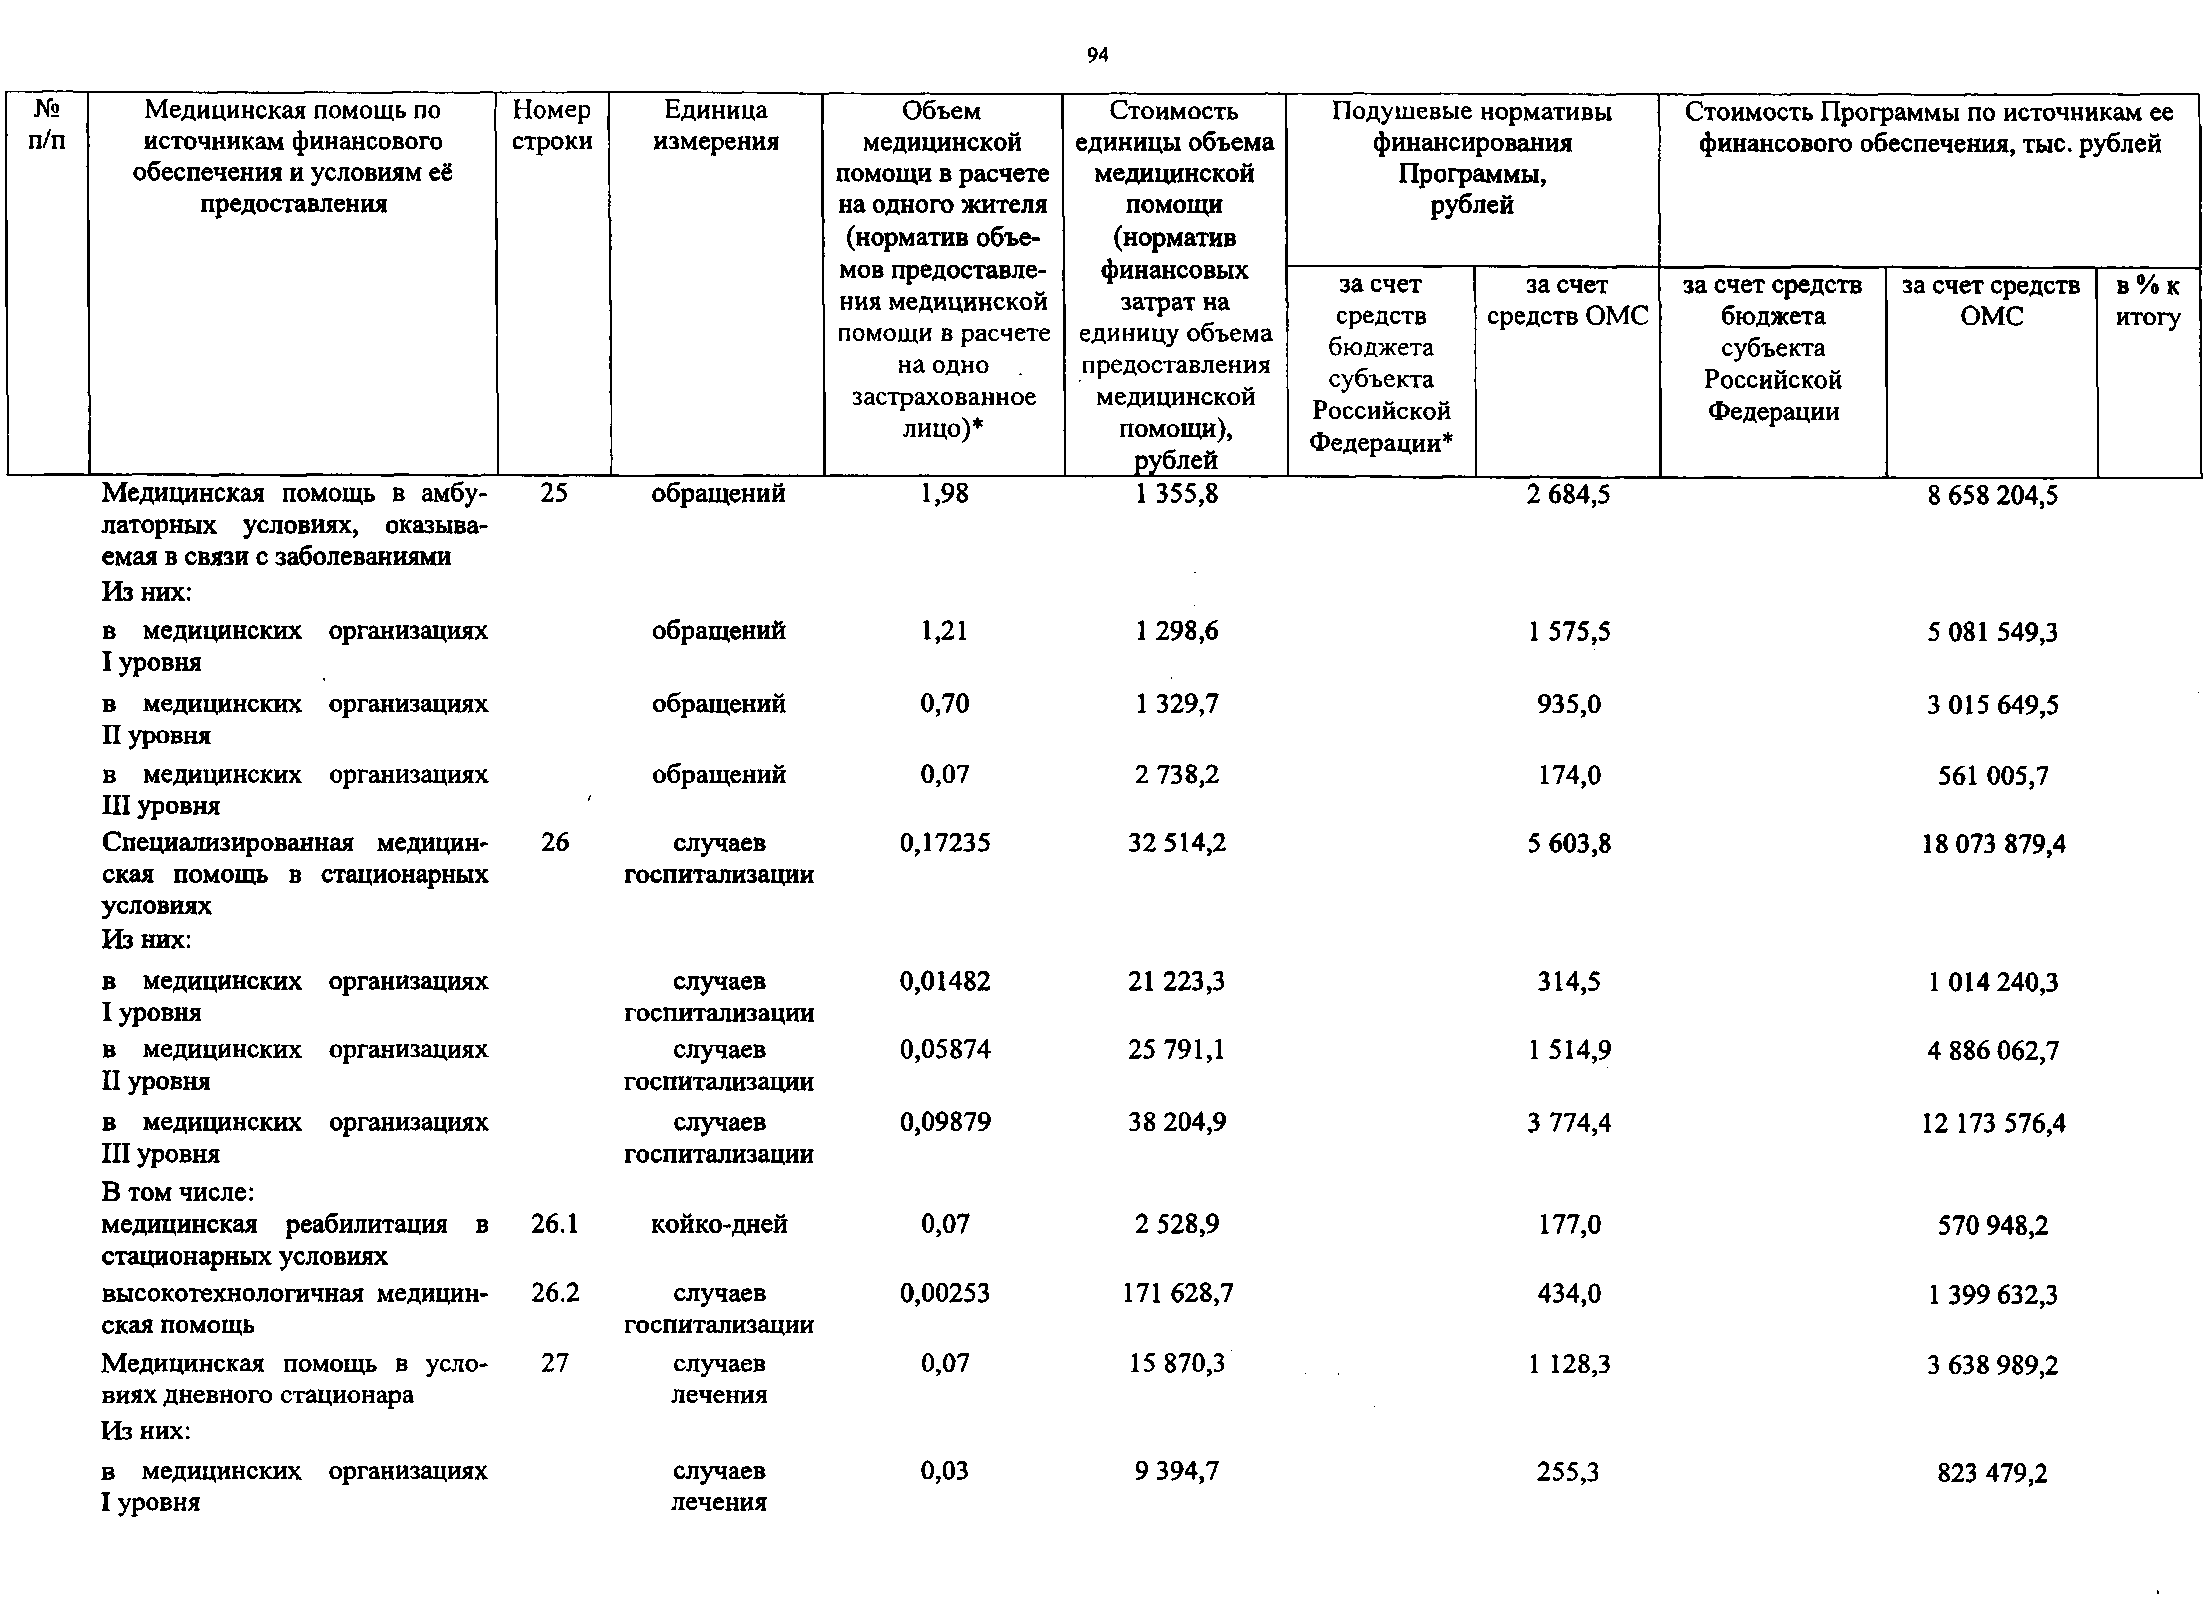 94
№
п/п
Медицинская помощь по
источникам финансового
обеспечения и условиям её
предоставления
Номер
строки
Единица
измерения
Объем
медицинской
помощи в расчете
на одного жителя
(норматив объе-
мов предоставле-
ния медицинской
помощи в расчете
на одно
застрахованное
лицо)*
Стоимость
единицы объема
медицинской
помощи
(норматив
финансовых
затрат на
единицу объема
предоставления
медицинской
помощи),
рублей
Подушевые нормативы
финансирования
Программы,
рублей
за счет
средств
бюджета
субъекта
Российской
Федерации*
за счет
средств ОМС
Стоимость Программы по источникам ее
финансового обеспечения, тыс. рублей
за счет средств
бюджета
субъекта
Российской
Федерации
за счет средств
ОМС
в % к
итогу
Медицинская помощь в амбу- 25 обращений 1,98 1 355,8 2 684,5 8 658 204,5
латорных условиях, оказыва-
емая в связи с заболеваниями
Из них:
в медицинских организациях обращений 1,21 1 298,6 1 575,5 5 081 549,3
I уровня
в медицинских организациях обращений 0,70 1 329,7 935,0 3 015 649,5
II уровня
в медицинских организациях обращений 0,07 2 738,2 174,0 561 005,7
III уровня
Специализированная медицин- 26 случаев 0,17235 32 514,2 5 603,8 18 073 879,4
ская помощь в стационарных госпитализации
условиях
Из них:
в медицинских организациях случаев 0,01482 21 223,3 314,5 1 014 240,3
I уровня госпитализации
в медицинских организациях случаев 0,05874 25 791,1 1 514,9 4 886 062,7
II уровня госпитализации
в медицинских организациях случаев 0,09879 38 204,9 3 774,4 12 173 576,4
III уровня госпитализации
В том числе:
медицинская реабилитация в 26.1 койко-дней 0,07 2 528,9 177,0 570 948,2
стационарных условиях
высокотехнологичная медицин- 26.2 случаев 0,00253 171 628,7 434,0 1 399 632,3
ская помощь госпитализации
Медицинская помощь в усло- 27 случаев 0,07 15 870,3 1 128,3 3 638 989,2
виях дневного стационара лечения
Из них:
в медицинских организациях случаев 0,03 9 394,7 255,3 823 479,2
I уровня лечения